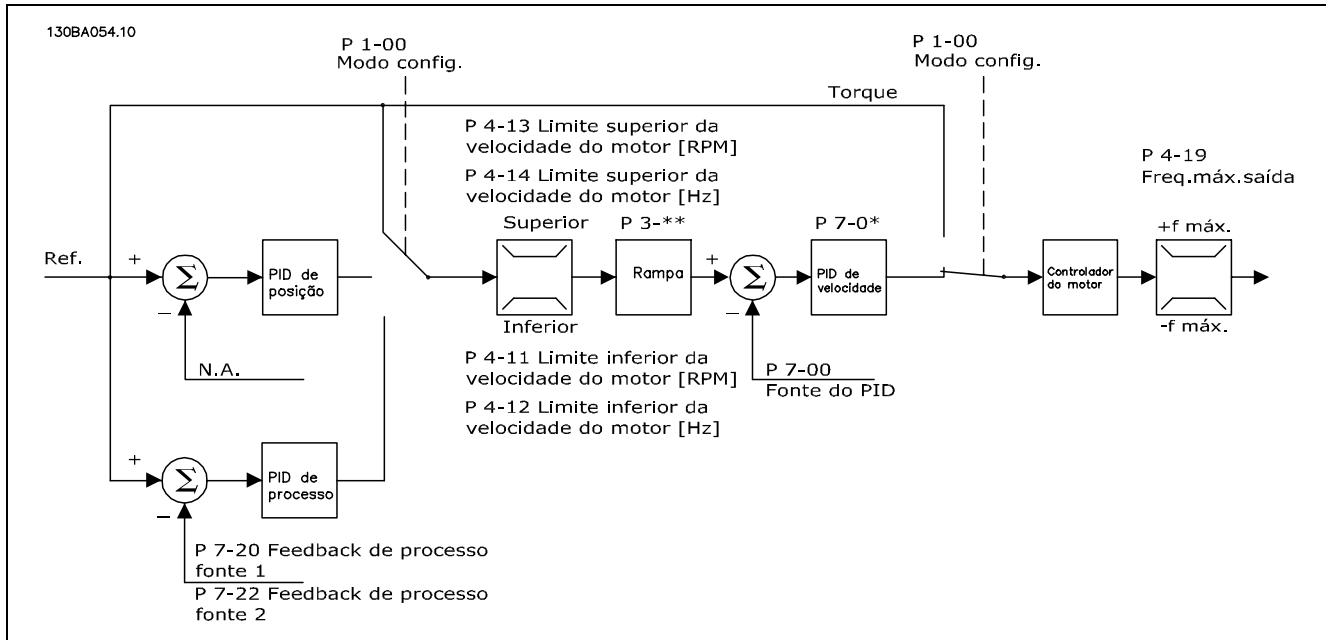 130BA054.10
P 1-00
Modo config.
P 1-00
Modo config.
Torque
P 4-13 Limite superior da
velocidade do motor [RPM]
P 4-14 Limite superior da
velocidade do motor [Hz]
P 4-19
Freq.máx.saída
Superior
P 3-**
P 7-0*
+f máx.
Ref.
+
Σ
PID de
posição
Rampa
+
Σ
PID de
velocidade
Controlador
do motor
−
−
Inferior
-f máx.
N.A.
P 4-11 Limite inferior da
velocidade do motor [RPM]
P 4-12 Limite inferior da
velocidade do motor [Hz]
P 7-00
Fonte do PID
+
Σ
PID de
processo
−
P 7-20 Feedback de processo
fonte 1
P 7-22 Feedback de processo
fonte 2